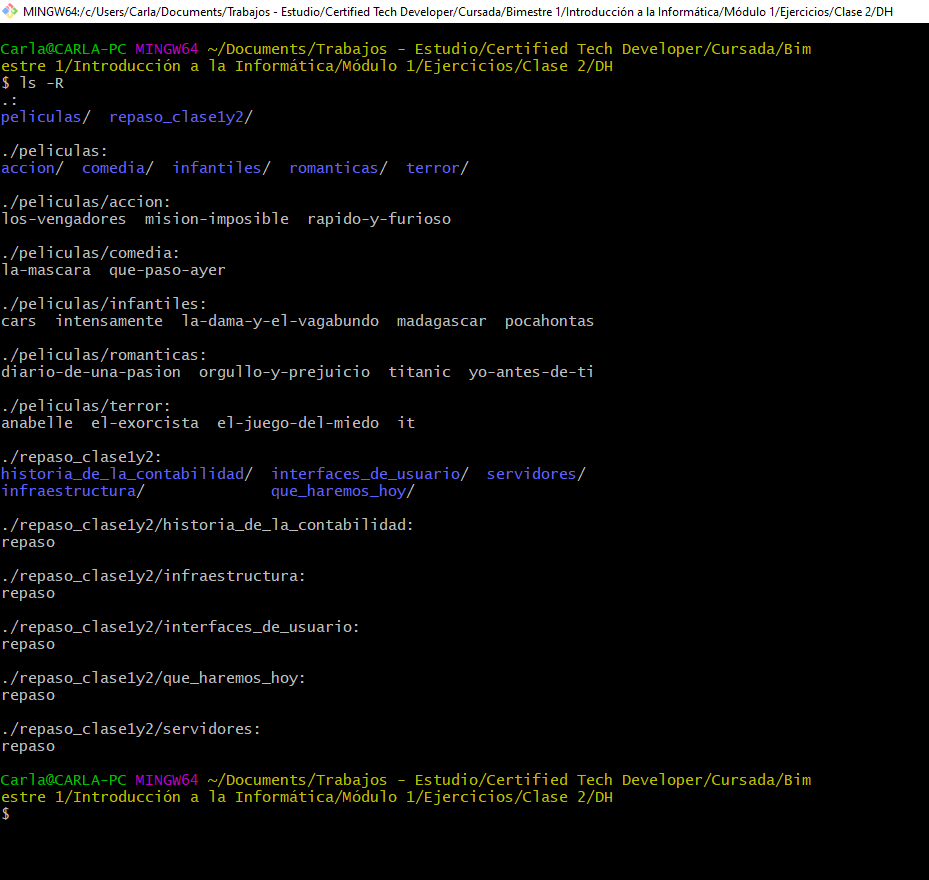 MINGW64:/c/Users/Carla/Documents/Trabajos - Estudio/Certified Tech Developer/Cursada/Bimestre 1/Introducción a la Informática/Módulo 1/Ejercicios/Clase 2/DH
Carla@CARLA-PC MINGW64 ~/Documents/Trabajos - Estudio/Certified Tech Developer/Cursada/Bim
estre 1/Introducción a la Informática/Módulo 1/Ejercicios/Clase 2/DH
$ ls -R
.:
peliculas/  repaso_clase1y2/
./peliculas:
accion/  comedia/  infantiles/  romanticas/  terror/
./peliculas/accion:
los-vengadores  mision-imposible  rapido-y-furioso
./peliculas/comedia:
la-mascara  que-paso-ayer
./peliculas/infantiles:
cars  intensamente  la-dama-y-el-vagabundo  madagascar  pocahontas
./peliculas/romanticas:
diario-de-una-pasion  orgullo-y-prejuicio  titanic  yo-antes-de-ti
./peliculas/terror:
anabelle  el-exorcista  el-juego-del-miedo  it
./repaso_clase1y2:
historia_de_la_contabilidad/  interfaces_de_usuario/  servidores/
infraestructura/              que_haremos_hoy/
./repaso_clase1y2/historia_de_la_contabilidad:
repaso
./repaso_clase1y2/infraestructura:
repaso
./repaso_clase1y2/interfaces_de_usuario:
repaso
./repaso_clase1y2/que_haremos_hoy:
repaso
./repaso_clase1y2/servidores:
repaso
Carla@CARLA-PC MINGW64 ~/Documents/Trabajos - Estudio/Certified Tech Developer/Cursada/Bim
estre 1/Introducción a la Informática/Módulo 1/Ejercicios/Clase 2/DH
$